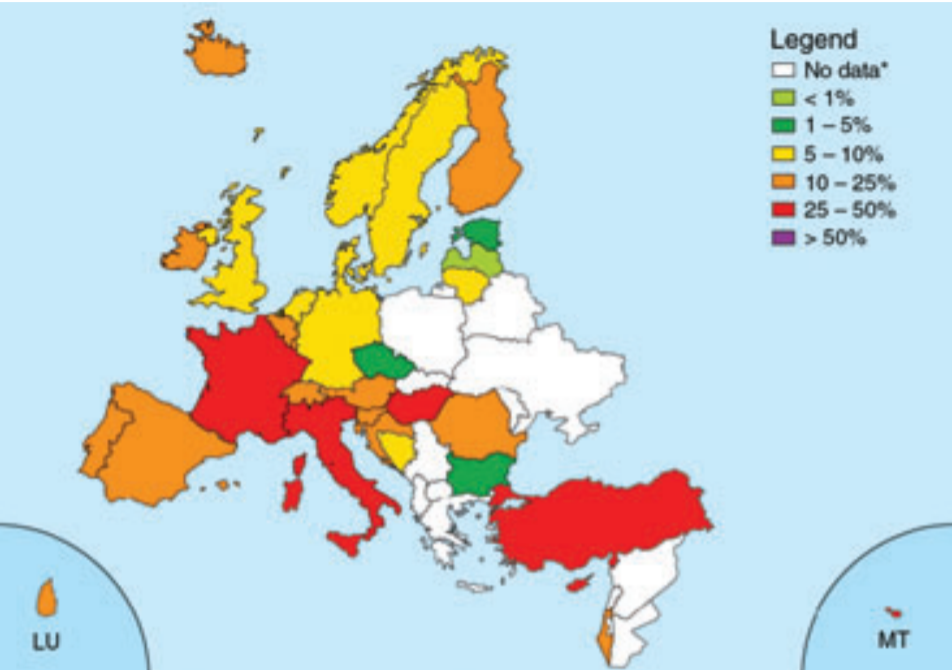 Legend
No data*
< 1%
1 – 5%
5 – 10%
10 – 25%
25 – 50%
> 50%
LU
MT